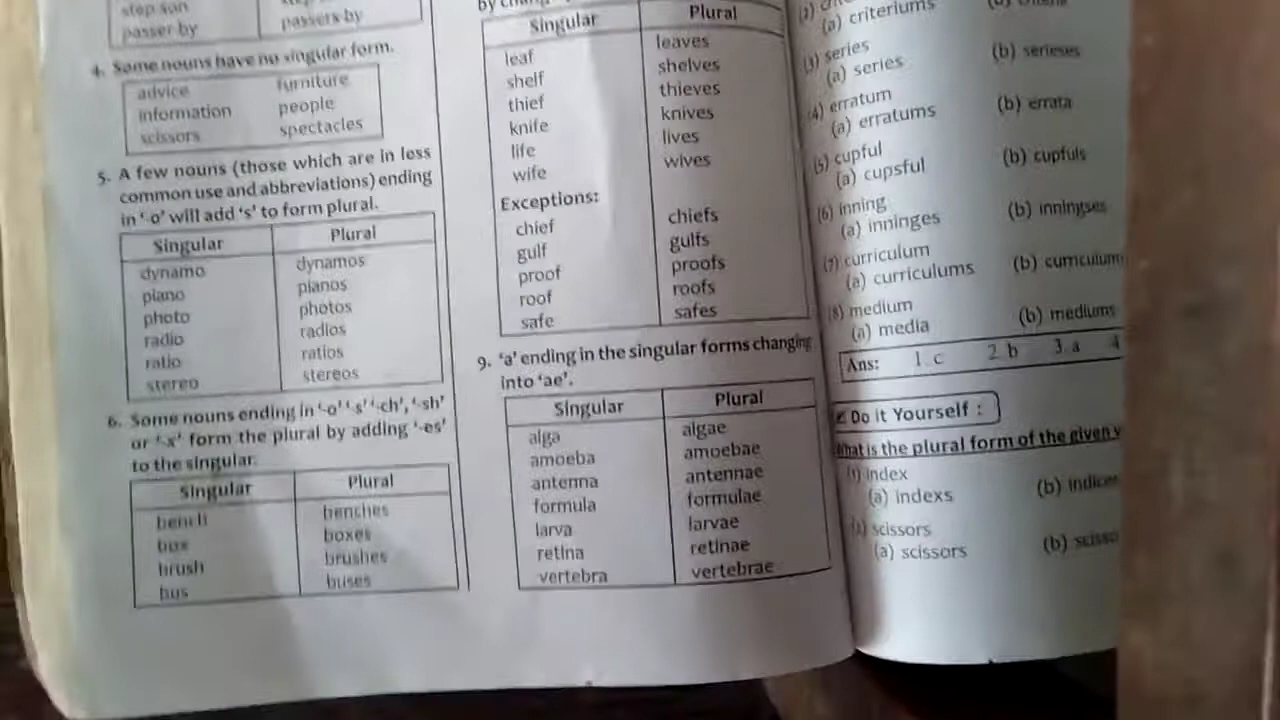 step son
passer by passers by
4. Some nouns have no singular form.
advice furniture
information people
scissors spectacles
5. A few nouns (those which are in less
common use and abbreviations) ending
in '-o' will add 's' to form plural.
Singular Plural
dynamo dynamos
piano pianos
photo photos
radio radios
ratio ratios
stereo stereos
6. Some nouns ending in '-o' '-s' '-ch', '-sh'
or '-x' form the plural by adding '-es'
to the singular.
Singular Plural
bench benches
box boxes
brush brushes
bus buses
Singular Plural
leaf leaves
shelf shelves
thief thieves
knife knives
life lives
wife wives
Exceptions:
chief chiefs
gulf gulfs
proof proofs
roof roofs
safe safes
9. 'a' ending in the singular forms changing
into 'ae'.
Singular Plural
alga algae
amoeba amoebae
antenna antennae
formula formulae
larva larvae
retina retinae
vertebra vertebrae
(2)
(a) criteriums
(3) series
(a) series (b) serieses
(4) erratum
(a) erratums (b) errata
(5) cupful
(a) cupsful (b) cupfuls
(6) inning
(a) inninges (b) inningses
(7) curriculum
(a) curriculums (b) curriculum
(8) medium
(a) media (b) mediums
Ans: 1. c 2. b 3. a 4
Do it Yourself :
What is the plural form of the given
(1) index
(a) indexs (b) indices
(2) scissors
(a) scissors (b) scisso